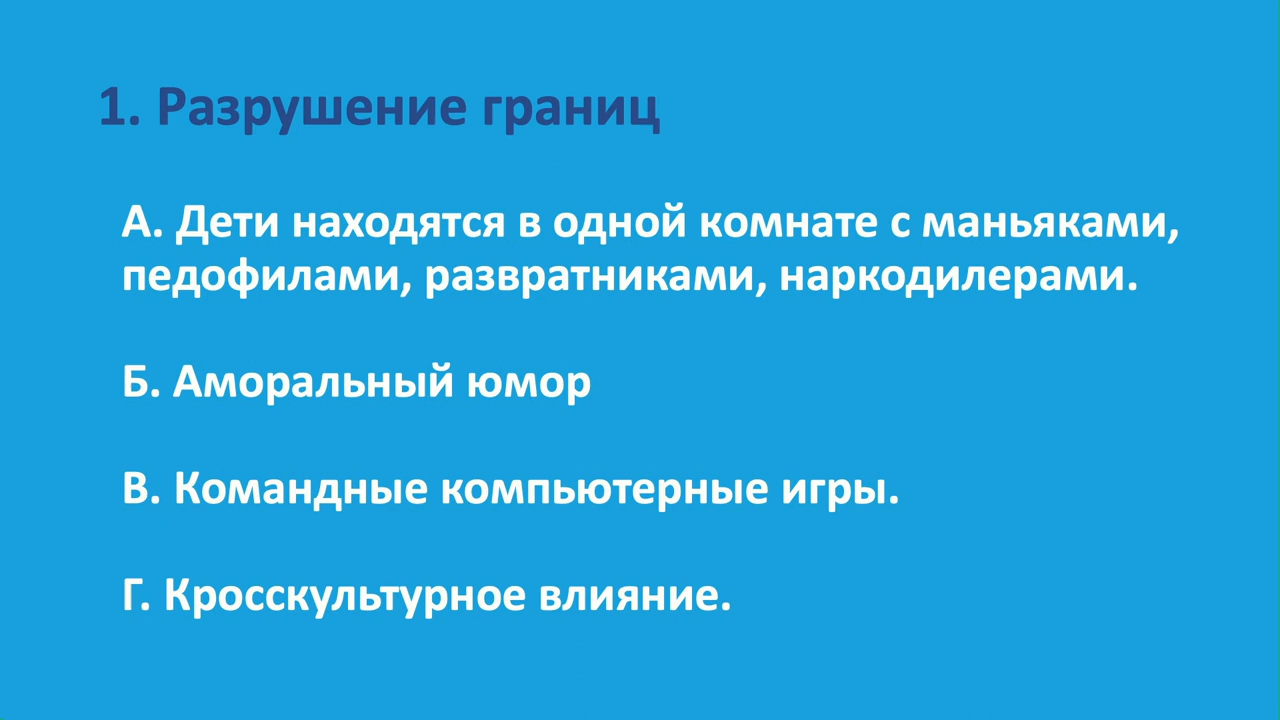 1. Разрушение границ
А. Дети находятся в одной комнате с маньяками,
педофилами, развратниками, наркодилерами.
Б. Аморальный юмор
В. Командные компьютерные игры.
Г. Кросскультурное влияние.